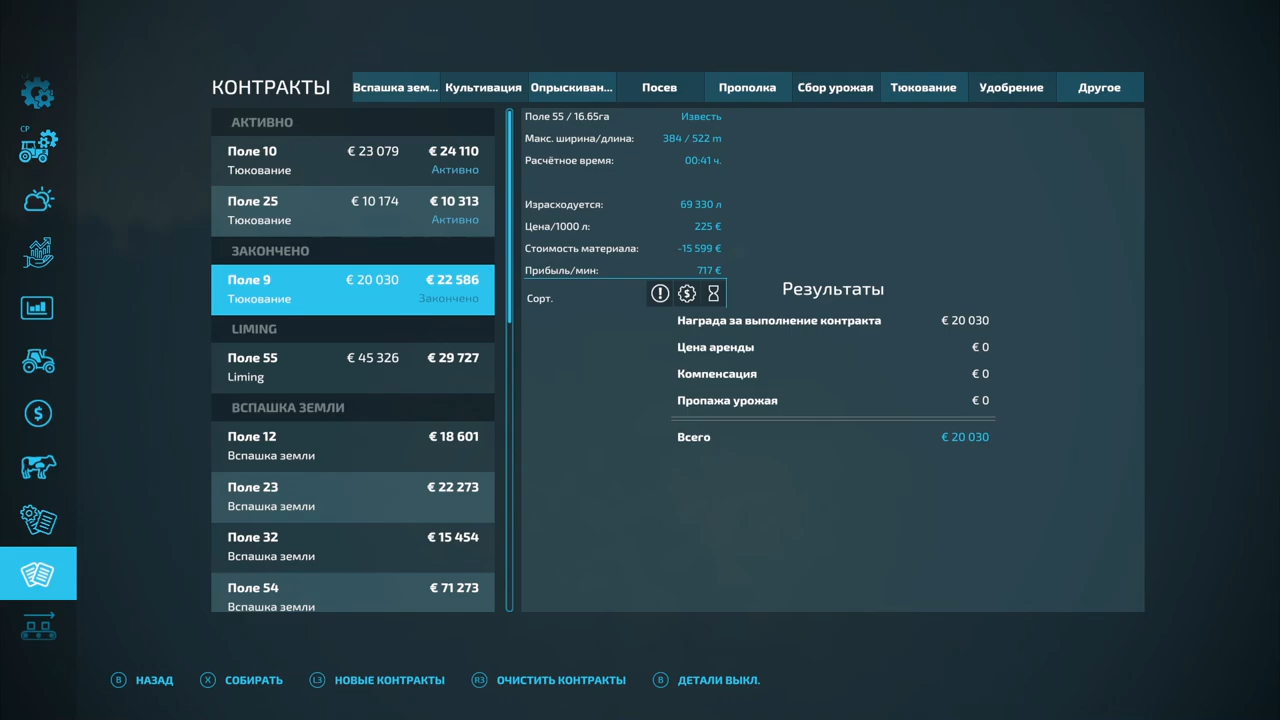 CP
КОНТРАКТЫ
Вспашка зем... Культивация Опрыскиван... Посев Прополка Сбор урожая Тюкование Удобрение Другое
АКТИВНО
Поле 10 € 23 079 € 24 110
Тюкование Активно
Поле 25 € 10 174 € 10 313
Тюкование Активно
ЗАКОНЧЕНО
Поле 9 € 20 030 € 22 586
Тюкование Закончено
LIMING
Поле 55 € 45 326 € 29 727
Liming
ВСПАШКА ЗЕМЛИ
Поле 12 € 18 601
Вспашка земли
Поле 23 € 22 273
Вспашка земли
Поле 32 € 15 454
Вспашка земли
Поле 54 € 71 273
Вспашка земли
Поле 55 / 16.65га Известь
Макс. ширина/длина: 384 / 522 m
Расчётное время: 00:41 ч.
Израсходуется: 69 330 л
Цена/1000 л: 225 €
Стоимость материала: -15 599 €
Прибыль/мин: 717 €
Сорт.
Результаты
Награда за выполнение контракта € 20 030
Цена аренды € 0
Компенсация € 0
Пропажа урожая € 0
Всего € 20 030
B НАЗАД X СОБИРАТЬ L3 НОВЫЕ КОНТРАКТЫ R3 ОЧИСТИТЬ КОНТРАКТЫ B ДЕТАЛИ ВЫКЛ.